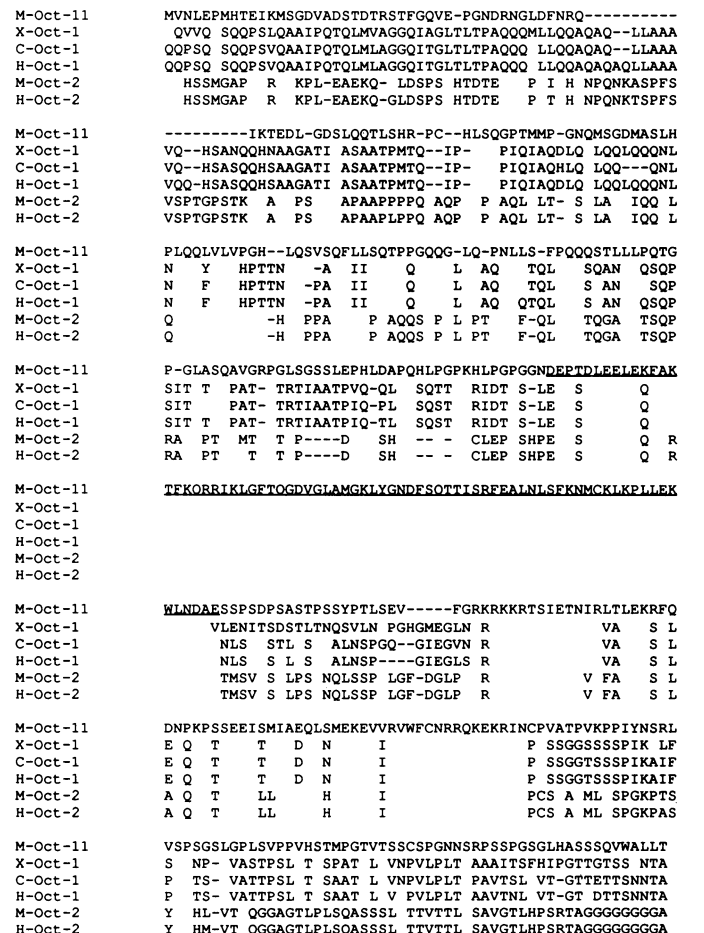 M-Oct-11 MVNLEPMHTEIKMSGDVADSTDTRSTFGQVE-PGNDRNGLDFNRQ-----------
X-Oct-1 QVVQ SQQPSLQAAIPQTQLMVAGGQIAGLTLTPAQQQMLLQQAQAQ--LLAAA
C-Oct-1 QQPSQ SQQPSVQAAIPQTQLMLAGGQITGLTLTPAQQQ LLQQAQAQ--LLAAA
H-Oct-1 QQPSQ SQQPSVQAAIPQTQLMLAGGQITGLTLTPAQQQ LLQQAQAQAQLLAAA
M-Oct-2 HSSMGAP R KPL-EAEKQ- LDSPS HTDTE P I H NPQNKASPFS
H-Oct-2 HSSMGAP R KPL-EAEKQ-GLDSPS HTDTE P T H NPQNKTSPFS
M-Oct-11 ---------IKTEDL-GDSLQQTLSHR-PC--HLSQGPTMMP-GNQMSGDMASLH
X-Oct-1 VQ--HSANQQHNAAGATI ASAATPMTQ--IP- PIQIAQDLQ LQQLQQQNL
C-Oct-1 VQ--HSASQQHSAAGATI ASAATPMTQ--IP- PIQIAQHLQ LQQ---QNL
H-Oct-1 VQQ-HSASQQHSAAGATI ASAATPMTQ--IP- PIQIAQDLQ LQQLQQQNL
M-Oct-2 VSPTGPSTK A PS APAAPPPPQ AQP P AQL LT- S LA IQQ L
H-Oct-2 VSPTGPSTK A PS APAAPLPPQ AQP P AQL LT- S LA IQQ L
M-Oct-11 PLQQLVLVPGH--LQSVSQFLLSQTPPGQQG-LQ-PNLLS-FPQQQSTLLLPQTG
X-Oct-1 N Y HPTTN -A II Q L AQ TQL SQAN QSQP
C-Oct-1 N F HPTTN -PA II Q L AQ TQL S AN SQP
H-Oct-1 N F HPTTN -PA II Q L AQ QTQL S AN QSQP
M-Oct-2 Q -H PPA P AQQS P L PT F-QL TQGA TSQP
H-Oct-2 Q -H PPA P AQQS P L PT F-QL TQGA TSQP
M-Oct-11 P-GLASQAVGRPGLSGSSLEPHLDAPQHLPGPKHLPGPGGNDEPTDLEELEKFAK
X-Oct-1 SIT T PAT- TRTIAATPVQ-QL SQTT RIDT S-LE S Q
C-Oct-1 SIT PAT- TRTIAATPIQ-PL SQST RIDT S-LE S Q
H-Oct-1 SIT T PAT- TRTIAATPIQ-TL SQST RIDT S-LE S Q
M-Oct-2 RA PT MT T P----D SH -- - CLEP SHPE S Q R
H-Oct-2 RA PT T T P----D SH -- - CLEP SHPE S Q R
M-Oct-11 TFKQRRIKLGFTQGDVGLAMGKLYGNDFSQTTISRFEALNLSFKNMCKLKPLLEK
X-Oct-1
C-Oct-1
H-Oct-1
M-Oct-2
H-Oct-2
M-Oct-11 WLNDAESSPSDPSASTPSSYPTLSEV-----FGRKRKKRTSIETNIRLTLEKRFQ
X-Oct-1 VLENITSDSTLTNQSVLN PGHGMEGLN R VA S L
C-Oct-1 NLS STL S ALNSPGQ--GIEGVN R VA S L
H-Oct-1 NLS S L S ALNSP----GIEGLS R VA S L
M-Oct-2 TMSV S LPS NQLSSP LGF-DGLP R V FA S L
H-Oct-2 TMSV S LPS NQLSSP LGF-DGLP R V FA S L
M-Oct-11 DNPKPSSEEISMIAEQLSMEKEVVRVWFCNRRQKEKRINCPVATPVKPPIYNSRL
X-Oct-1 E Q T T D N I P SSGGSSSSPIK LF
C-Oct-1 E Q T T D N I P SSGGTSSSPIKAIF
H-Oct-1 E Q T T D N I P SSGGTSSSPIKAIF
M-Oct-2 A Q T LL H I PCS A ML SPGKPTS
H-Oct-2 A Q T LL H I PCS A ML SPGKPAS
M-Oct-11 VSPSGSLGPLSVPPVHSTMPGTVTSSCSPGNNSRPSSPGSGLHASSSQVWALLT
X-Oct-1 S NP- VASTPSL T SPAT L VNPVLPLT AAAITSFHIPGTTGTSS NTA
C-Oct-1 P TS- VATTPSL T SAAT L VNPVLPLT PAVTSL VT-GTTETTSNNTA
H-Oct-1 P TS- VATTPSL T SAAT L V PVLPLT AAVTNL VT-GT DTTSNNTA
M-Oct-2 Y HL-VT QGGAGTLPLSQASSSL TTVTTL SAVGTLHPSRTAGGGGGGGGA
H-Oct-2 Y HM-VT QGGAGTLPLSQASSSL TTVTTL SAVGTLHPSRTAGGGGGGGGA